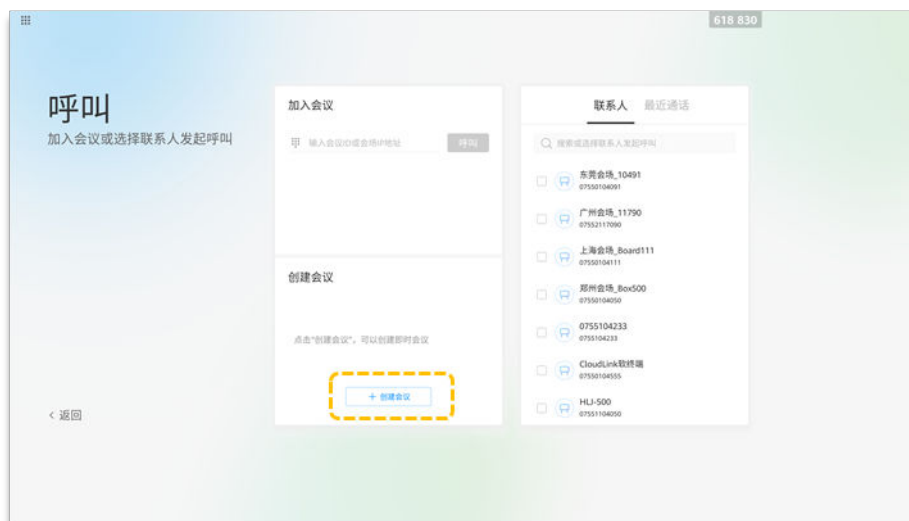 618 830
呼叫
加入会议或选择联系人发起呼叫
加入会议
输入会议ID或会场IP地址
呼叫
创建会议
点击"创建会议"，可以创建即时会议
+ 创建会议
联系人 最近通话
搜索或选择联系人发起呼叫
东莞会场_10491
07550104091
广州会场_11790
07552117090
上海会场_Board111
07550104111
郑州会场_Box500
07550104050
0755104233
0755104233
CloudLink软终端
07550104555
HLJ-500
07551104050
< 返回